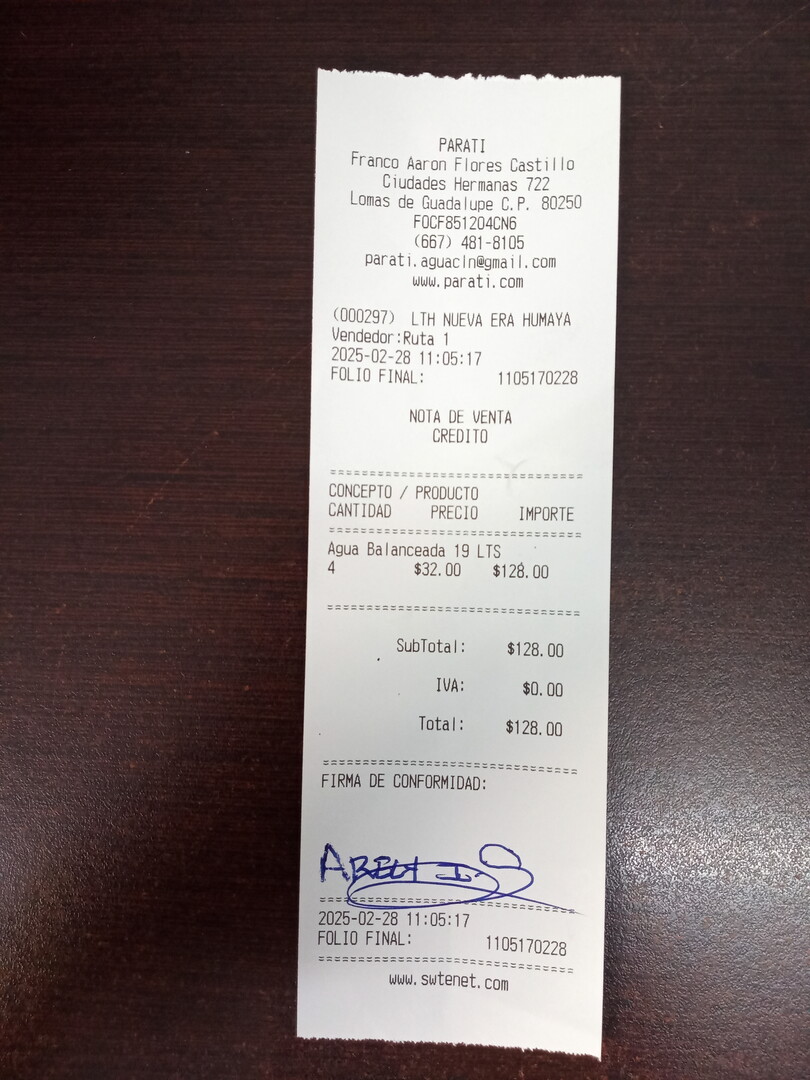 PARATI
Franco Aaron Flores Castillo
Ciudades Hermanas 722
Lomas de Guadalupe C.P. 80250
FOCF851204CN6
(667) 481-8105
parati.aguacln@gmail.com
www.parati.com
(000297) LTH NUEVA ERA HUMAYA
Vendedor:Ruta 1
2025-02-28 11:05:17
FOLIO FINAL: 1105170228
NOTA DE VENTA
CREDITO
================================
CONCEPTO / PRODUCTO
CANTIDAD PRECIO IMPORTE
================================
Agua Balanceada 19 LTS
4 $32.00 $128.00
================================
SubTotal: $128.00
IVA: $0.00
Total: $128.00
================================
FIRMA DE CONFORMIDAD:
================================
2025-02-28 11:05:17
FOLIO FINAL: 1105170228
================================
www.swtenet.com